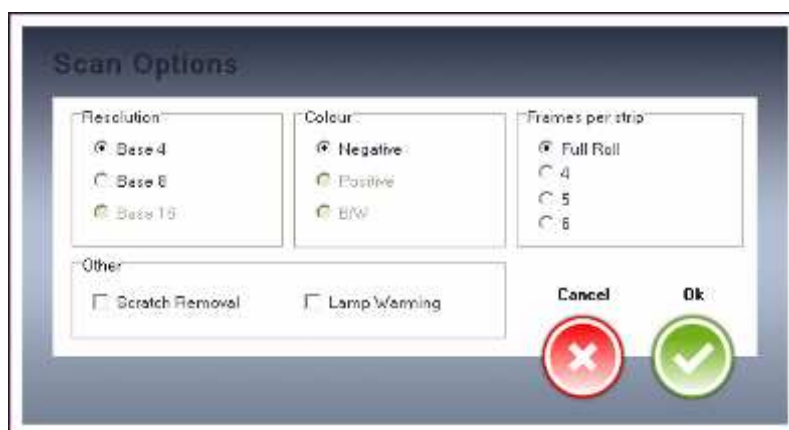 Scan Options
Resolution
Base 4
Base 8
Base 16
Colour
Negative
Positive
B/W
Frames per strip
Full Roll
4
5
6
Other
Scratch Removal
Lamp Warming
Cancel
Ok